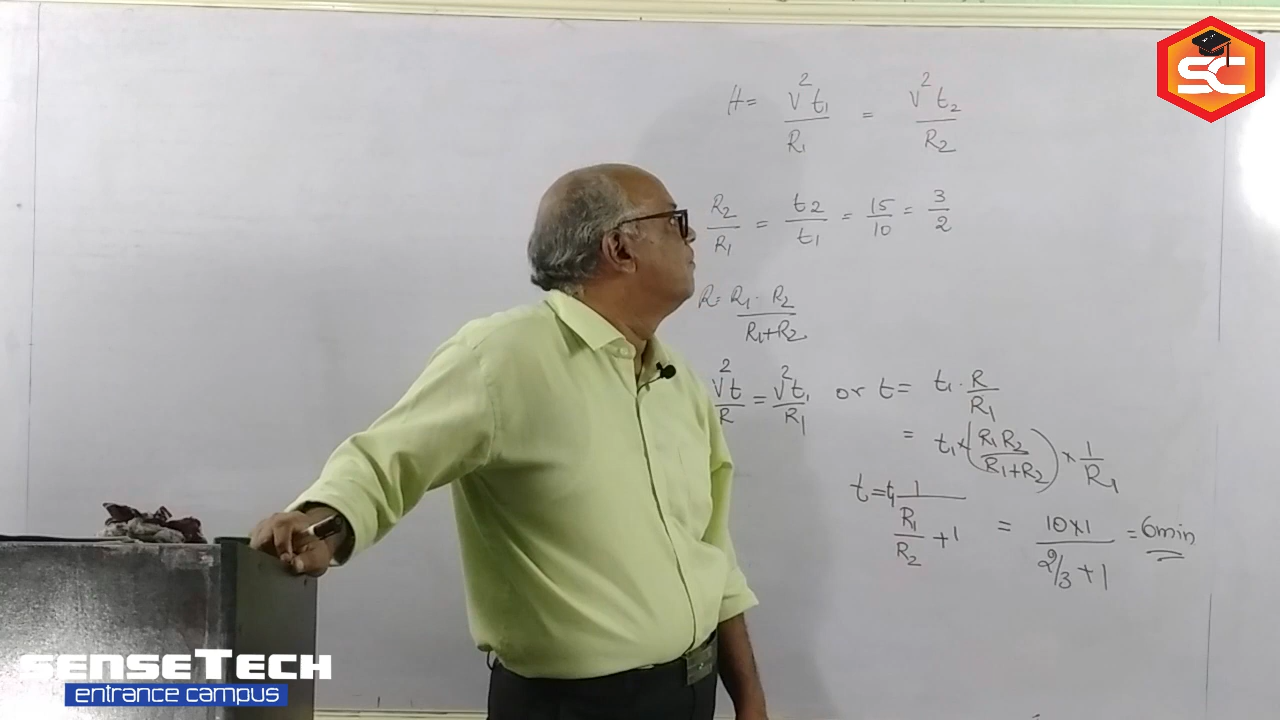 SC
H = V²t₁/R₁ = V²t₂/R₂
R₂/R₁ = t₂/t₁ = 15/10 = 3/2
R = R₁ · R₂/R₁+R₂
V²t/R = V²t₁/R₁ or t = t₁ · R/R₁
= t₁ × (R₁R₂/R₁+R₂) × 1/R₁
t = t₁ 1/R₁/R₂ + 1 = 10×1/2/3 + 1 = 6min
senseTech
entrance campus